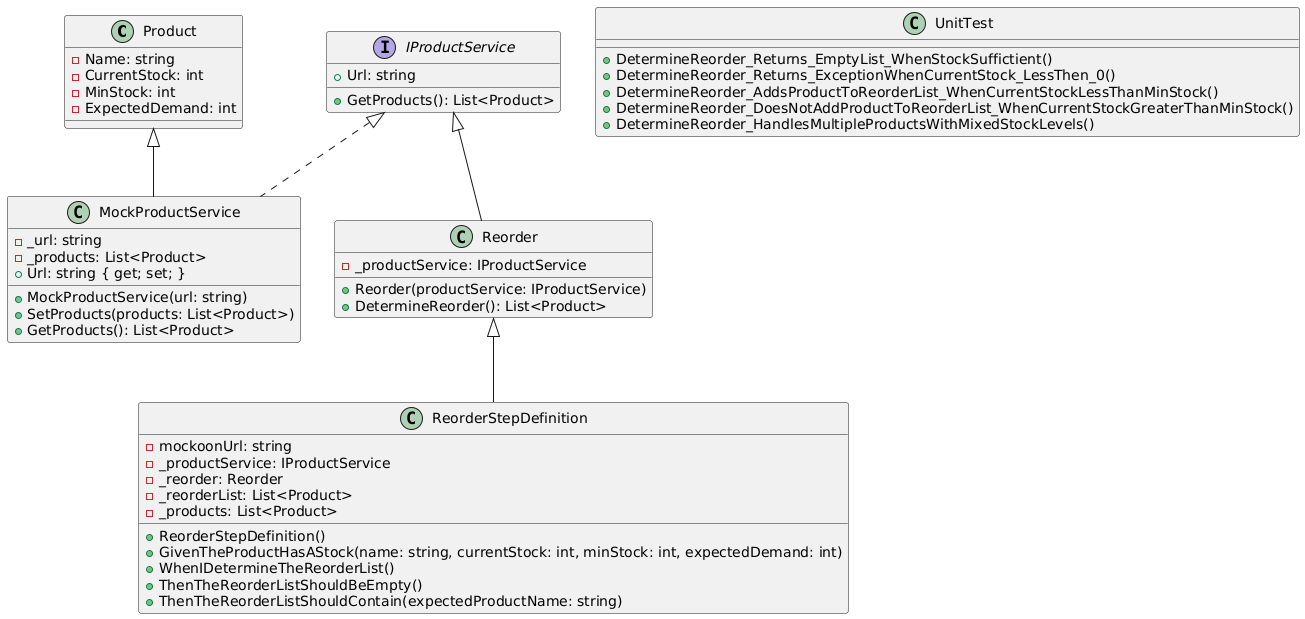 C Product
Name: string
CurrentStock: int
MinStock: int
ExpectedDemand: int
I IProductService
Url: string
GetProducts(): List<Product>
C UnitTest
DetermineReorder_Returns_EmptyList_WhenStockSuffictient()
DetermineReorder_Returns_ExceptionWhenCurrentStock_LessThen_0()
DetermineReorder_AddsProductToReorderList_WhenCurrentStockLessThanMinStock()
DetermineReorder_DoesNotAddProductToReorderList_WhenCurrentStockGreaterThanMinStock()
DetermineReorder_HandlesMultipleProductsWithMixedStockLevels()
C MockProductService
_url: string
_products: List<Product>
Url: string { get; set; }
MockProductService(url: string)
SetProducts(products: List<Product>)
GetProducts(): List<Product>
C Reorder
_productService: IProductService
Reorder(productService: IProductService)
DetermineReorder(): List<Product>
C ReorderStepDefinition
mockoonUrl: string
_productService: IProductService
_reorder: Reorder
_reorderList: List<Product>
_products: List<Product>
ReorderStepDefinition()
GivenTheProductHasAStock(name: string, currentStock: int, minStock: int, expectedDemand: int)
WhenIDetermineTheReorderList()
ThenTheReorderListShouldBeEmpty()
ThenTheReorderListShouldContain(expectedProductName: string)